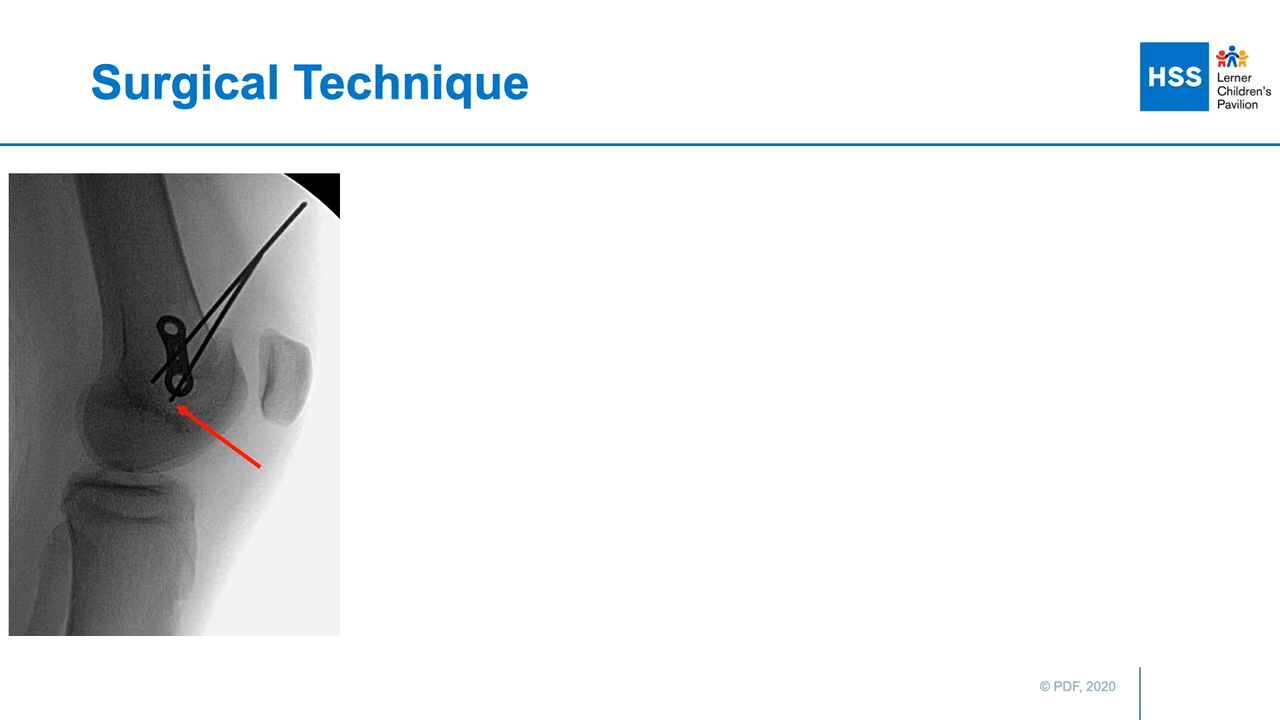 Surgical Technique
HSS
Lerner
Children's
Pavilion
© PDF, 2020